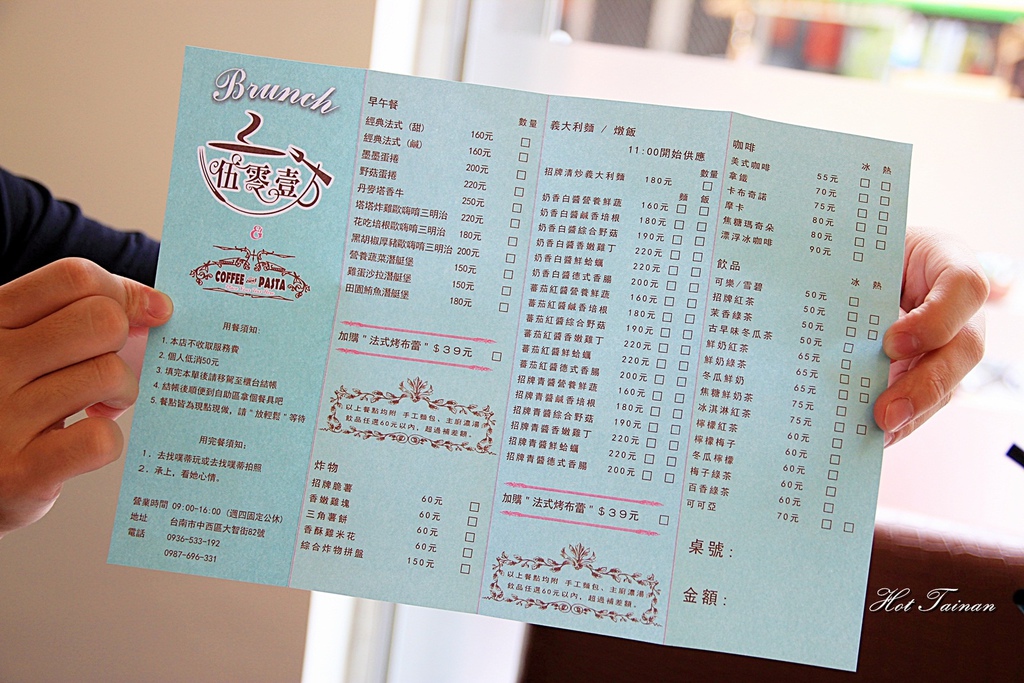 Brunch
伍零壹
&
COFFEE and PASTA
用餐須知:
1. 本店不收取服務費
2. 個人低消50元
3. 填完本單後請移駕至櫃台結帳
4. 結帳後順便到自助區拿個餐具吧
5. 餐點皆為現點現做，請"放輕鬆"等待
用完餐須知:
1. 去找噗蒂玩或去找噗蒂拍照
2. 承上，看她心情。
營業時間 09:00-16:00 (週四固定公休)
地址 台南市中西區大智街82號
電話 0936-533-192
0987-696-331
早午餐 數量
經典法式 (甜) 160元
經典法式 (鹹) 160元
墨墨蛋捲 200元
野菇蛋捲 220元
丹麥塔香牛 250元
塔塔炸雞歐嗨唷三明治 220元
花吃培根歐嗨唷三明治 180元
黑胡椒厚豬歐嗨唷三明治 200元
營養蔬菜潛艇堡 150元
雞蛋沙拉潛艇堡 150元
田園鮪魚潛艇堡 180元
加購"法式烤布蕾"$39元
以上餐點均附 手工麵包、主廚濃湯
飲品任選60元以內，超過補差額。
炸物
招牌脆薯 60元
香嫩雞塊 60元
三角薯餅 60元
香酥雞米花 60元
綜合炸物拼盤 150元
義大利麵 / 燉飯
11:00開始供應
數量
招牌清炒義大利麵 180元
麵 飯
奶香白醬營養鮮蔬 160元
奶香白醬鹹香培根 180元
奶香白醬綜合野菇 190元
奶香白醬香嫩雞丁 220元
奶香白醬鮮蛤蠣 220元
奶香白醬德式香腸 200元
蕃茄紅醬營養鮮蔬 160元
蕃茄紅醬鹹香培根 180元
蕃茄紅醬綜合野菇 190元
蕃茄紅醬香嫩雞丁 220元
蕃茄紅醬鮮蛤蠣 220元
蕃茄紅醬德式香腸 200元
招牌青醬營養鮮蔬 160元
招牌青醬鹹香培根 180元
招牌青醬綜合野菇 190元
招牌青醬香嫩雞丁 220元
招牌青醬鮮蛤蠣 220元
招牌青醬德式香腸 200元
加購"法式烤布蕾"$39元
以上餐點均附 手工麵包、主廚濃湯
飲品任選60元以內，超過補差額。
咖啡 冰 熱
美式咖啡 55元
拿鐵 70元
卡布奇諾 75元
摩卡 80元
焦糖瑪奇朵 80元
漂浮冰咖啡 90元
飲品 冰 熱
可樂/雪碧 50元
招牌紅茶 50元
茉香綠茶 50元
古早味冬瓜茶 50元
鮮奶紅茶 65元
鮮奶綠茶 65元
冬瓜鮮奶 65元
焦糖鮮奶茶 75元
冰淇淋紅茶 75元
檸檬紅茶 60元
檸檬梅子 60元
冬瓜檸檬 60元
梅子綠茶 60元
百香綠茶 60元
可可亞 70元
桌號:
金額:
Hot Tainan